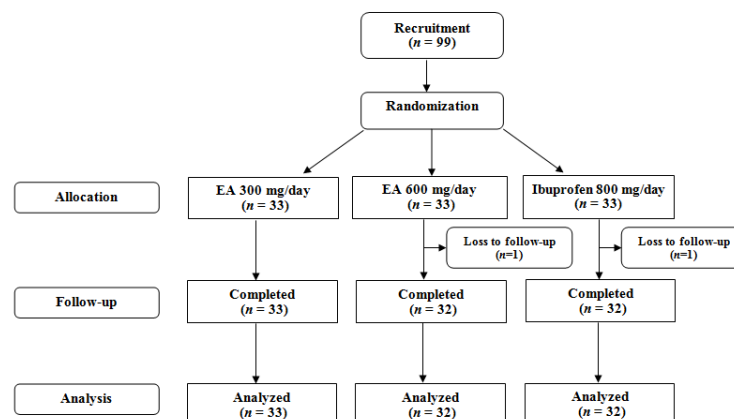 Recruitment
(n = 99)
Randomization
Allocation
EA 300 mg/day
(n = 33)
EA 600 mg/day
(n = 33)
Ibuprofen 800 mg/day
(n = 33)
Loss to follow-up
(n=1)
Loss to follow-up
(n=1)
Follow-up
Completed
(n = 33)
Completed
(n = 32)
Completed
(n = 32)
Analysis
Analyzed
(n = 33)
Analyzed
(n = 32)
Analyzed
(n = 32)